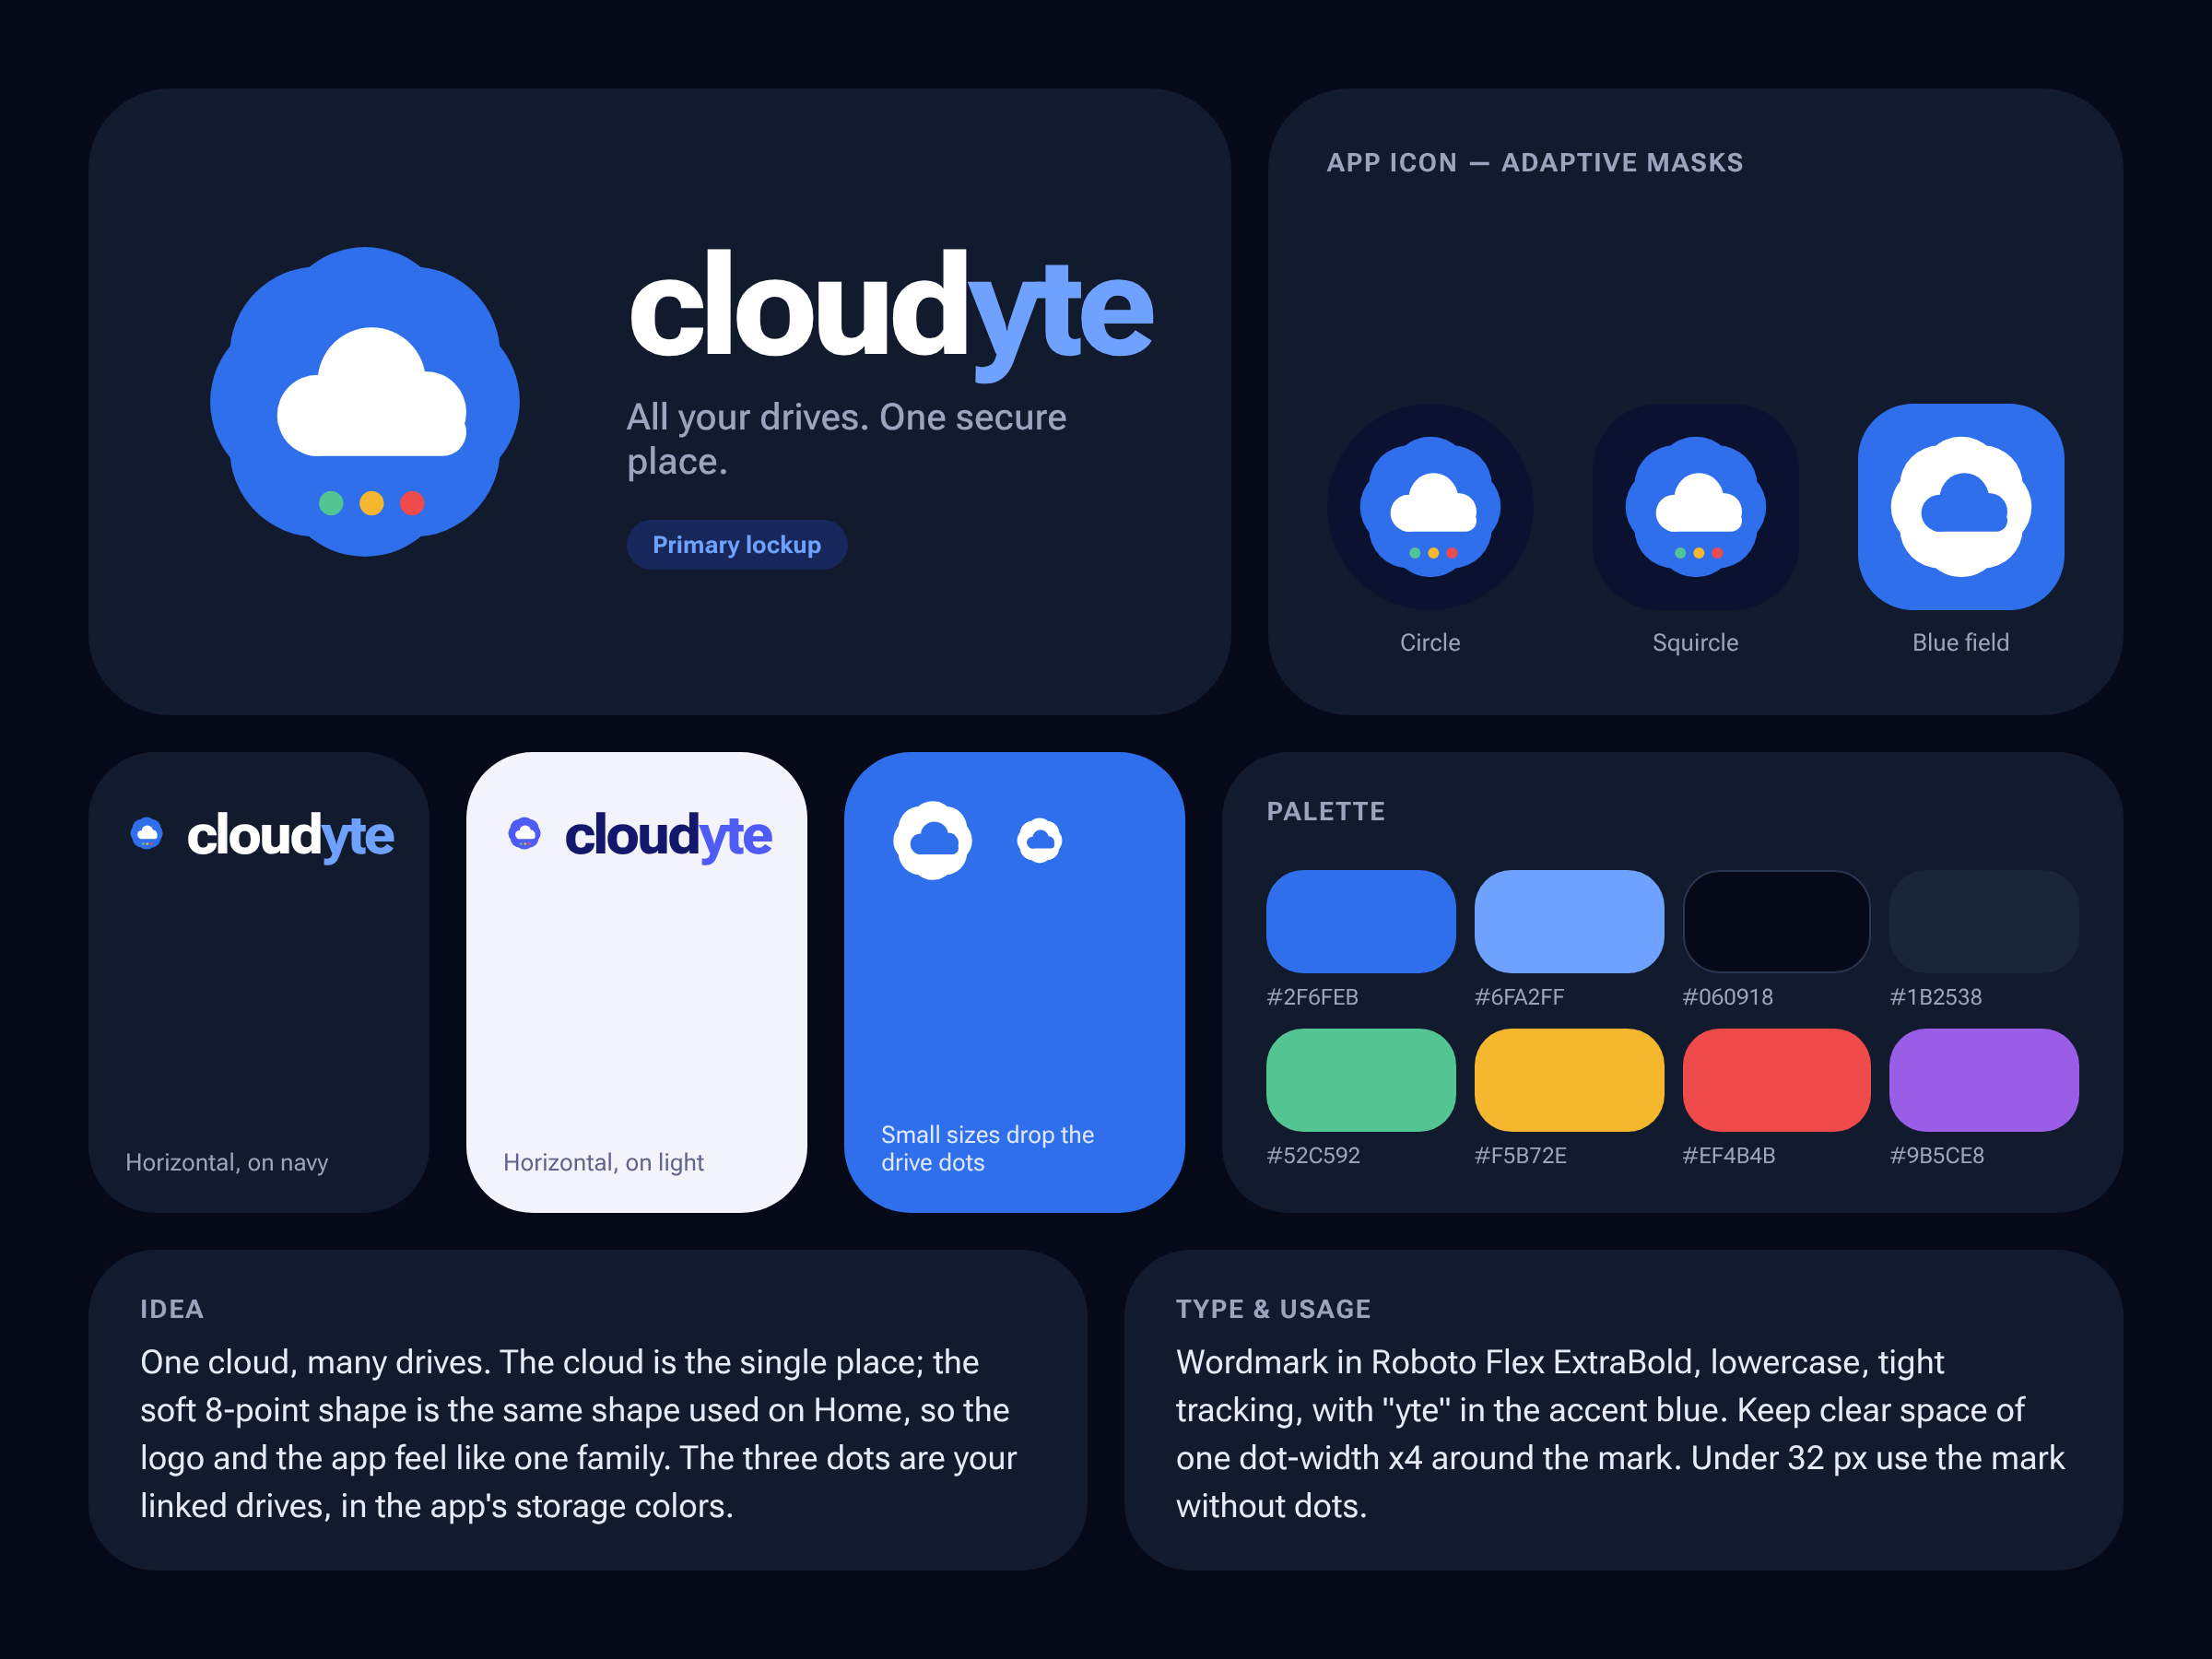 cloudyte
All your drives. One secure
place.
Primary lockup
APP ICON — ADAPTIVE MASKS
Circle
Squircle
Blue field
cloudyte
Horizontal, on navy
cloudyte
Horizontal, on light
Small sizes drop the
drive dots
PALETTE
#2F6FEB
#6FA2FF
#060918
#1B2538
#52C592
#F5B72E
#EF4B4B
#9B5CE8
IDEA
One cloud, many drives. The cloud is the single place; the
soft 8-point shape is the same shape used on Home, so the
logo and the app feel like one family. The three dots are your
linked drives, in the app's storage colors.
TYPE & USAGE
Wordmark in Roboto Flex ExtraBold, lowercase, tight
tracking, with "yte" in the accent blue. Keep clear space of
one dot-width x4 around the mark. Under 32 px use the mark
without dots.